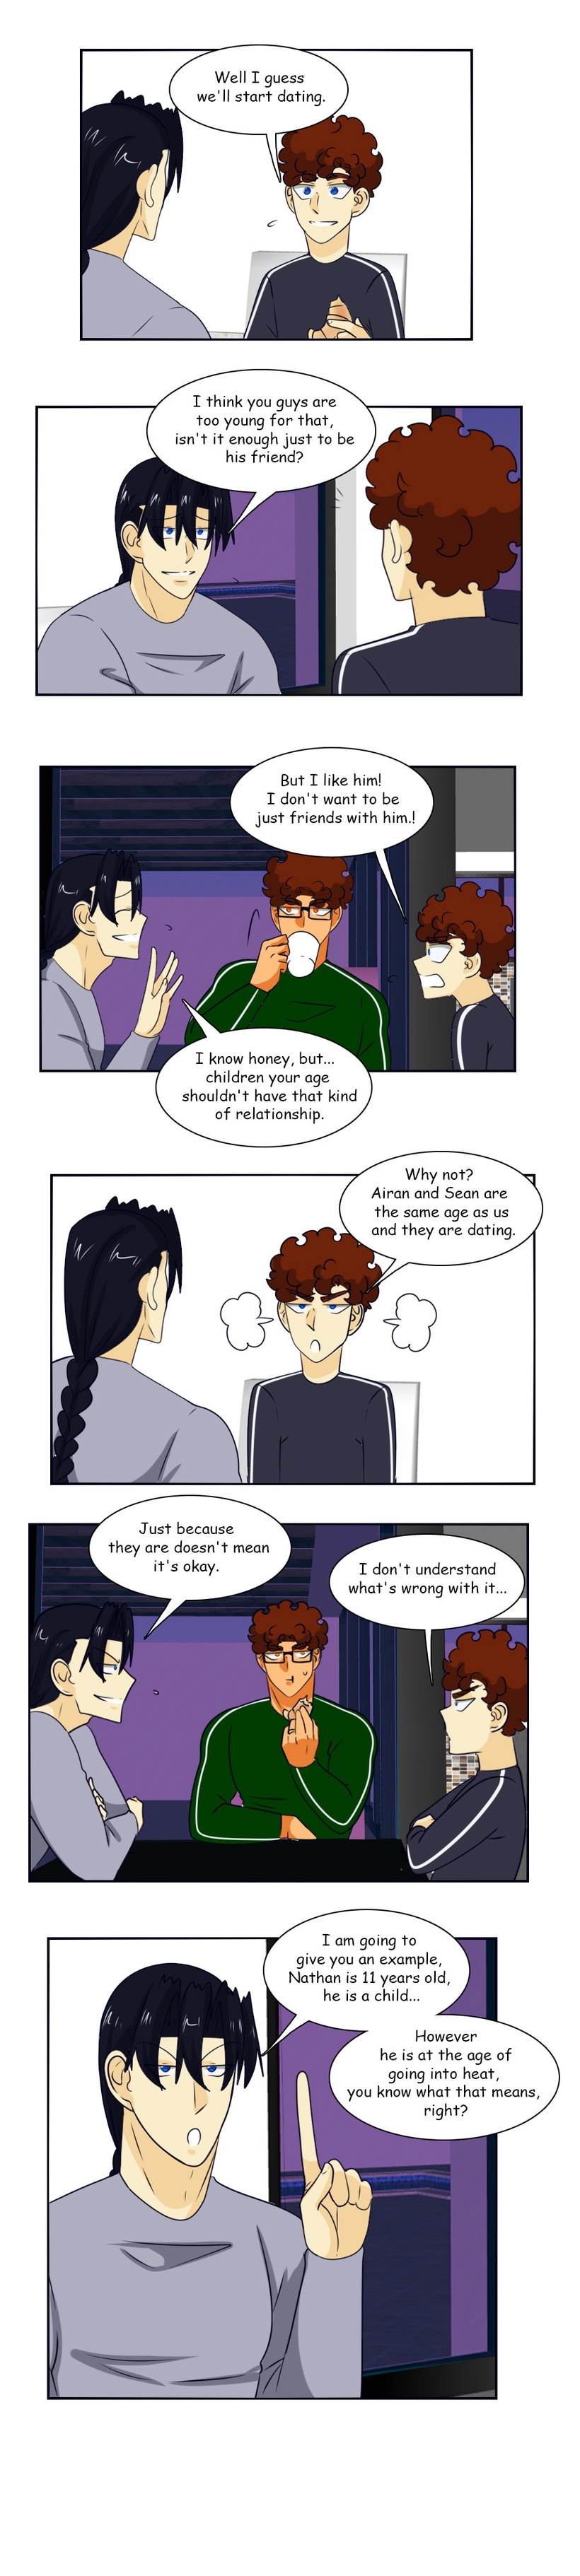 Well I guess
we'll start dating.
I think you guys are
too young for that,
isn't it enough just to be
his friend?
But I like him!
I don't want to be
just friends with him.!
I know honey, but...
children your age
shouldn't have that kind
of relationship.
Why not?
Airan and Sean are
the same age as us
and they are dating.
Just because
they are doesn't mean
it's okay.
I don't understand
what's wrong with it...
I am going to
give you an example,
Nathan is 11 years old,
he is a child...
However
he is at the age of
going into heat,
you know what that means,
right?